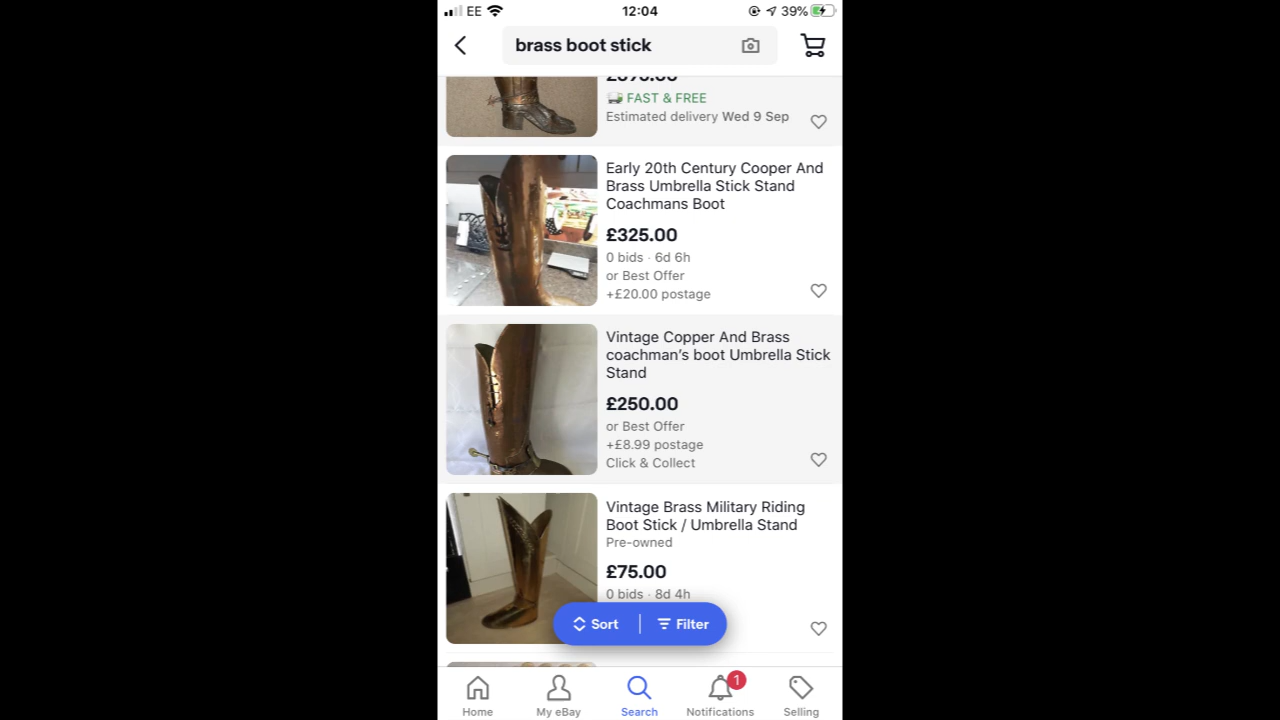 EE 12:04 39%
brass boot stick
FAST & FREE
Estimated delivery Wed 9 Sep
Early 20th Century Cooper And
Brass Umbrella Stick Stand
Coachmans Boot
£325.00
0 bids · 6d 6h
or Best Offer
+£20.00 postage
Vintage Copper And Brass
coachman's boot Umbrella Stick
Stand
£250.00
or Best Offer
+£8.99 postage
Click & Collect
Vintage Brass Military Riding
Boot Stick / Umbrella Stand
Pre-owned
£75.00
0 bids · 8d 4h
Sort Filter
1
Home My eBay Search Notifications Selling